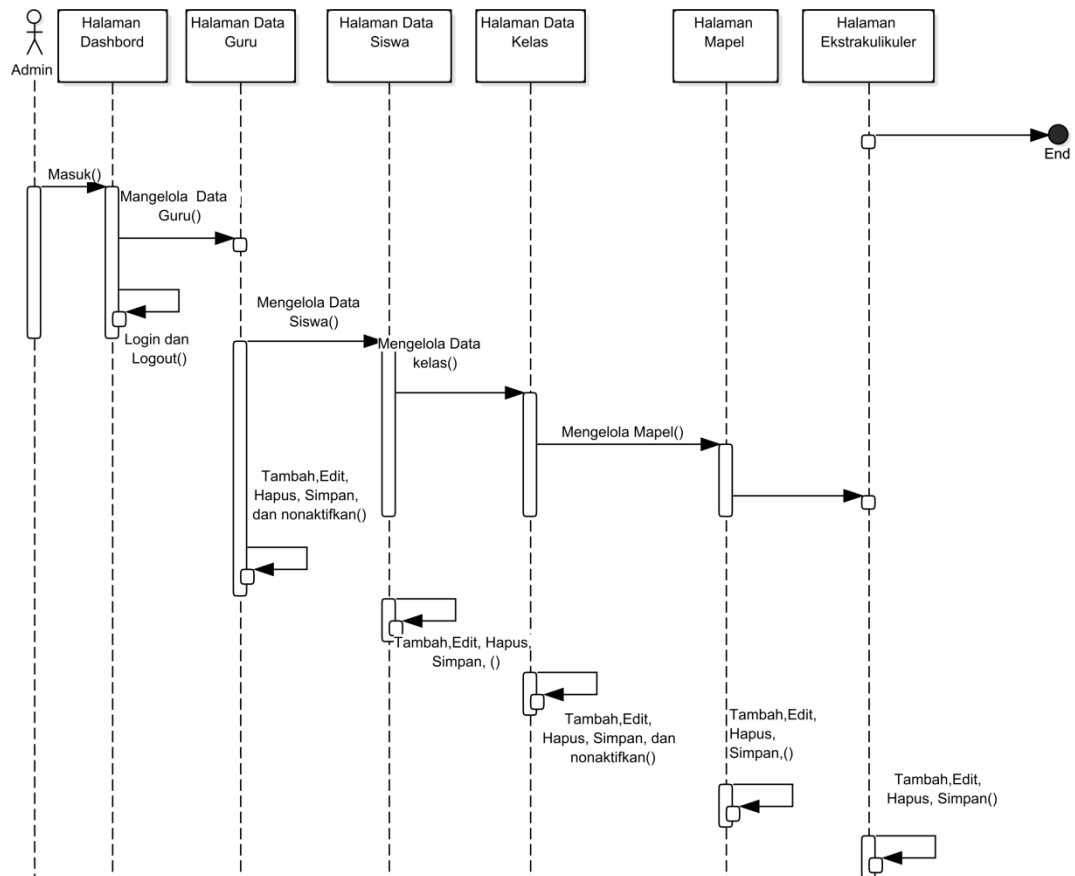 Halaman
Dashbord
Halaman Data
Guru
Halaman Data
Siswa
Halaman Data
Kelas
Halaman
Mapel
Halaman
Ekstrakulikuler
Admin
End
Masuk()
Mangelola  Data
Guru()
Login dan
Logout()
Mengelola Data
Siswa()
Mengelola Data
kelas()
Mengelola Mapel()
Tambah,Edit,
Hapus, Simpan,
dan nonaktifkan()
Tambah,Edit, Hapus,
Simpan, ()
Tambah,Edit,
Hapus, Simpan, dan
nonaktifkan()
Tambah,Edit,
Hapus,
Simpan,()
Tambah,Edit,
Hapus, Simpan()